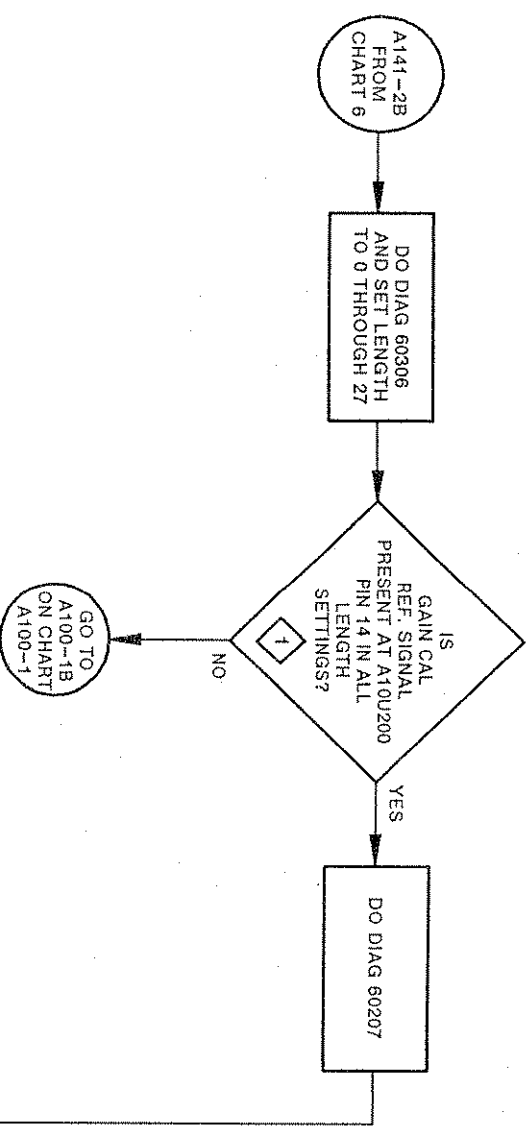 A141-2B
FROM
CHART 6
DO DIAG 60306
AND SET LENGTH
TO 0 THROUGH 27
IS
GAIN CAL
REF. SIGNAL
PRESENT AT A10U200
PIN 14 IN ALL
LENGTH
SETTINGS?
1
YES
NO
DO DIAG 60207
GO TO
A100-1B
ON CHART
A100-1